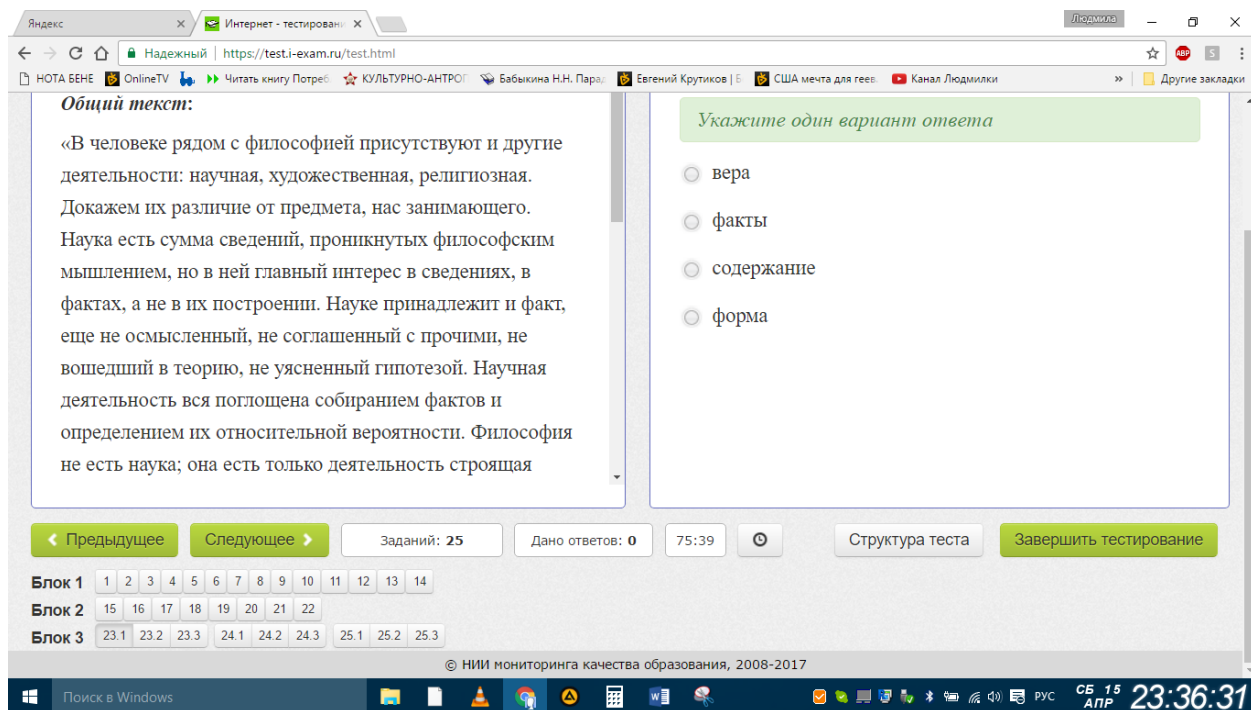 Яндекс
Интернет - тестировани
Людмила
Надежный
https://test.i-exam.ru/test.html
ABP
S
НОТА БЕНЕ
OnlineTV
Читать книгу Потреб
КУЛЬТУРНО-АНТРОГ
Бабыкина Н.Н. Пара
Евгений Крутиков | Б
США мечта для геев.
Канал Людмилки
»
Другие закладки
Общий текст:
«В человеке рядом с философией присутствуют и другие
деятельности: научная, художественная, религиозная.
Докажем их различие от предмета, нас занимающего.
Наука есть сумма сведений, проникнутых философским
мышлением, но в ней главный интерес в сведениях, в
фактах, а не в их построении. Науке принадлежит и факт,
еще не осмысленный, не соглашенный с прочими, не
вошедший в теорию, не уясненный гипотезой. Научная
деятельность вся поглощена собиранием фактов и
определением их относительной вероятности. Философия
не есть наука; она есть только деятельность строящая
Укажите один вариант ответа
вера
факты
содержание
форма
Предыдущее
Следующее
Заданий: 25
Дано ответов: 0
75:39
Структура теста
Завершить тестирование
Блок 1 1 2 3 4 5 6 7 8 9 10 11 12 13 14
Блок 2 15 16 17 18 19 20 21 22
Блок 3 23.1 23.2 23.3 24.1 24.2 24.3 25.1 25.2 25.3
© НИИ мониторинга качества образования, 2008-2017
Поиск в Windows
РУС
СБ 15
АПР
23:36:31